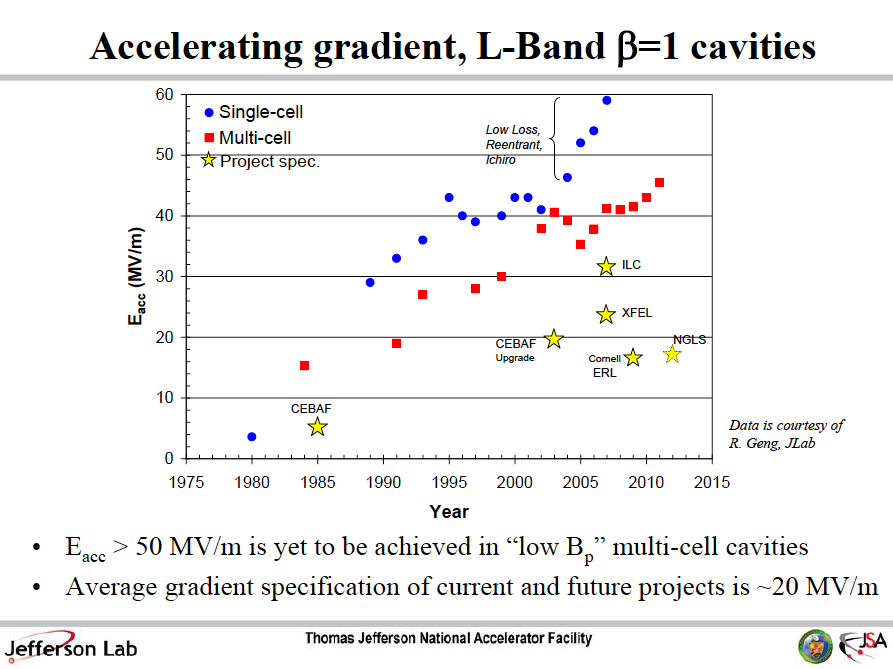 Accelerating gradient, L-Band β=1 cavities
60
50
40
30
20
10
0
Single-cell
Multi-cell
Project spec.
Low Loss,
Reentrant,
Ichiro
ILC
XFEL
CEBAF
Upgrade
Cornell
ERL
NGLS
CEBAF
E_acc (MV/m)
1975 1980 1985 1990 1995 2000 2005 2010 2015
Year
Data is courtesy of
R. Geng, JLab
• E_acc > 50 MV/m is yet to be achieved in “low B_p” multi-cell cavities
• Average gradient specification of current and future projects is ~20 MV/m
Jefferson Lab
Thomas Jefferson National Accelerator Facility
JSA